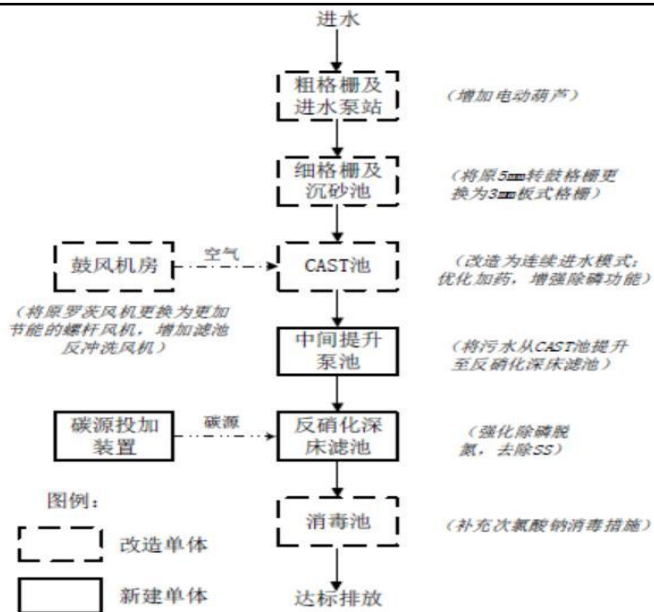 进水
粗格栅及
进水泵站
（增加电动葫芦）
细格栅及
沉砂池
（将原5mm转鼓格栅更
换为3mm板式格栅）
鼓风机房
空气
CAST池
（改造为连续进水模式；
优化加药，增强除磷功能）
（将原罗茨风机更换为更加
节能的螺杆风机，增加滤池
反冲洗风机）
中间提升
泵池
（将污水从CAST池提升
至反硝化深床滤池）
碳源投加
装置
碳源
反硝化深
床滤池
（强化除磷脱
氮，去除SS）
图例：
消毒池
（补充次氯酸钠消毒措施）
改造单体
新建单体
达标排放